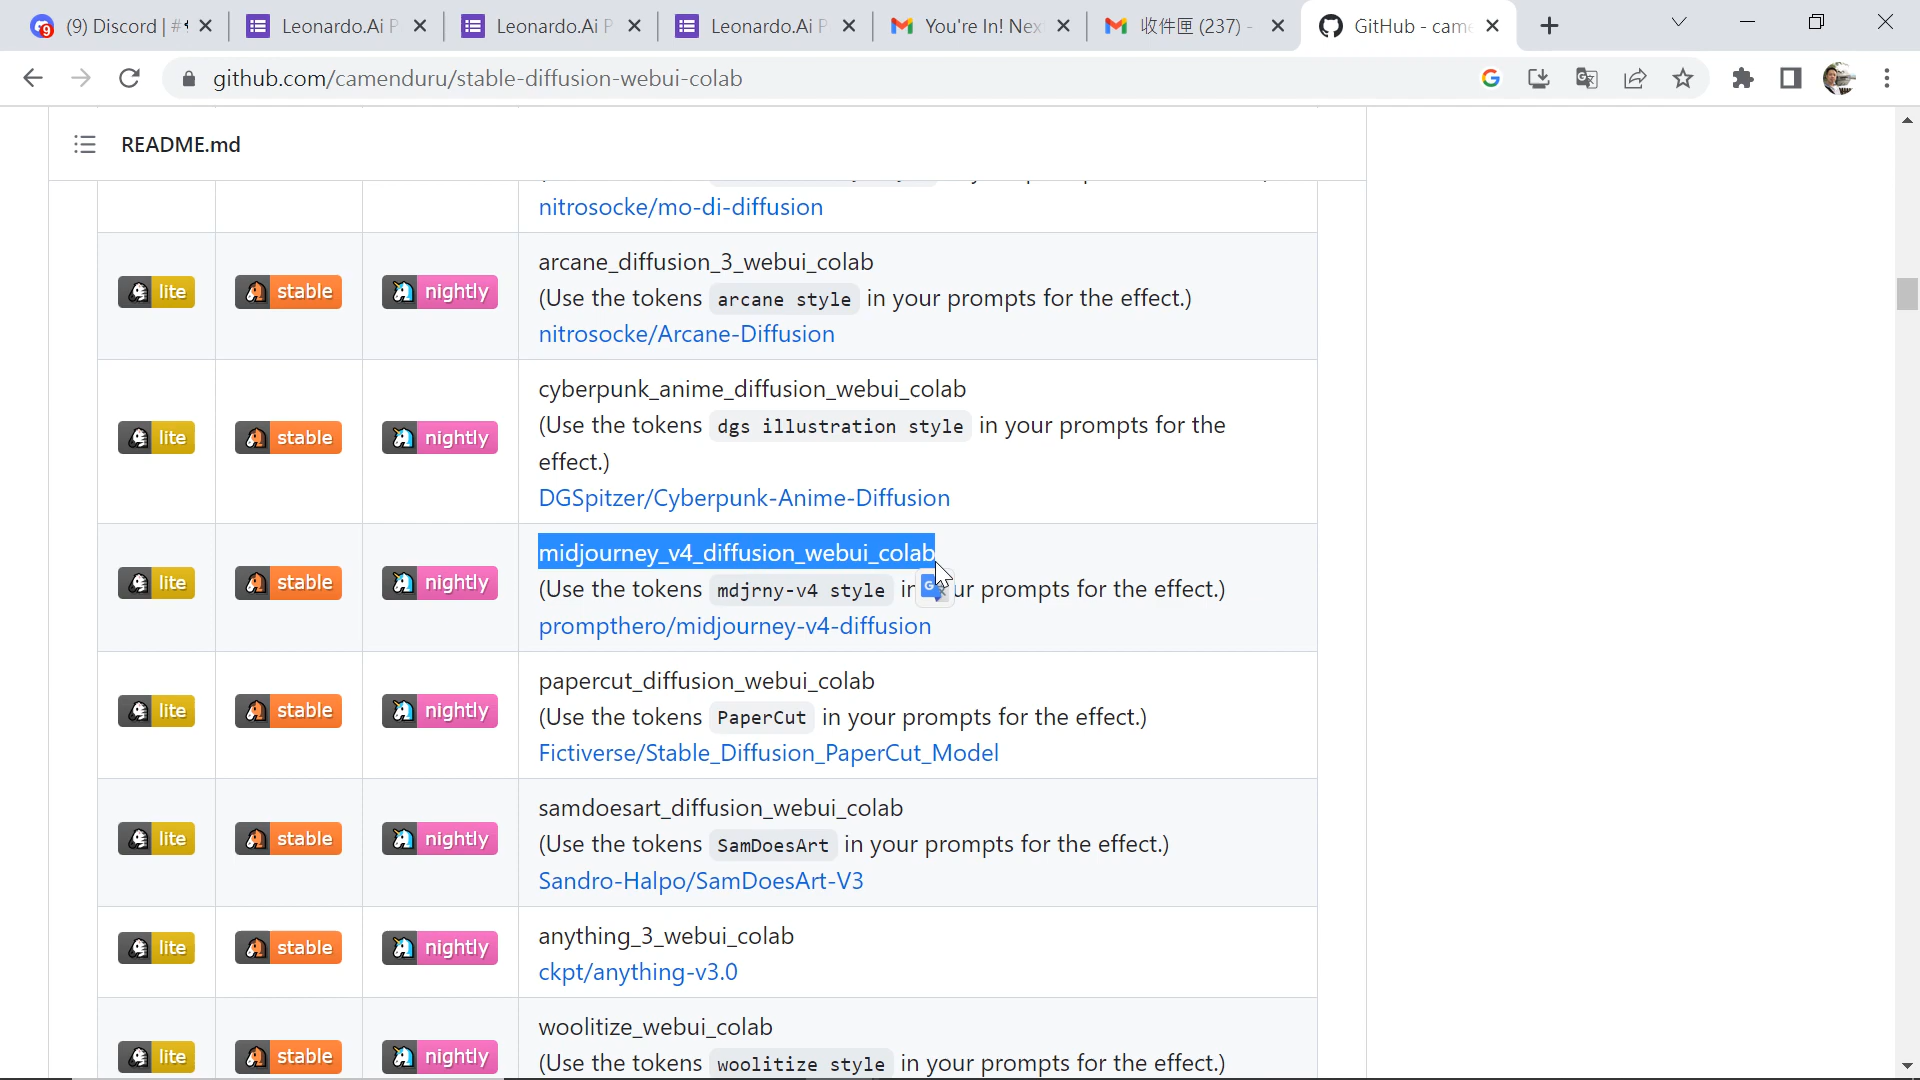 (9) Discord | #
Leonardo.Ai P
Leonardo.Ai P
Leonardo.Ai P
You're In! Nex
收件匣 (237) -
GitHub - came
github.com/camenduru/stable-diffusion-webui-colab
README.md
nitrosocke/mo-di-diffusion
arcane_diffusion_3_webui_colab
lite stable nightly (Use the tokens arcane style in your prompts for the effect.)
nitrosocke/Arcane-Diffusion
cyberpunk_anime_diffusion_webui_colab
(Use the tokens dgs illustration style in your prompts for the
lite stable nightly
effect.)
DGSpitzer/Cyberpunk-Anime-Diffusion
midjourney_v4_diffusion_webui_colab
lite stable nightly (Use the tokens mdjrny-v4 style in ur prompts for the effect.)
prompthero/midjourney-v4-diffusion
papercut_diffusion_webui_colab
lite stable nightly (Use the tokens PaperCut in your prompts for the effect.)
Fictiverse/Stable_Diffusion_PaperCut_Model
samdoesart_diffusion_webui_colab
lite stable nightly (Use the tokens SamDoesArt in your prompts for the effect.)
Sandro-Halpo/SamDoesArt-V3
anything_3_webui_colab
lite stable nightly
ckpt/anything-v3.0
woolitize_webui_colab
lite stable nightly (Use the tokens woolitize style in your prompts for the effect.)